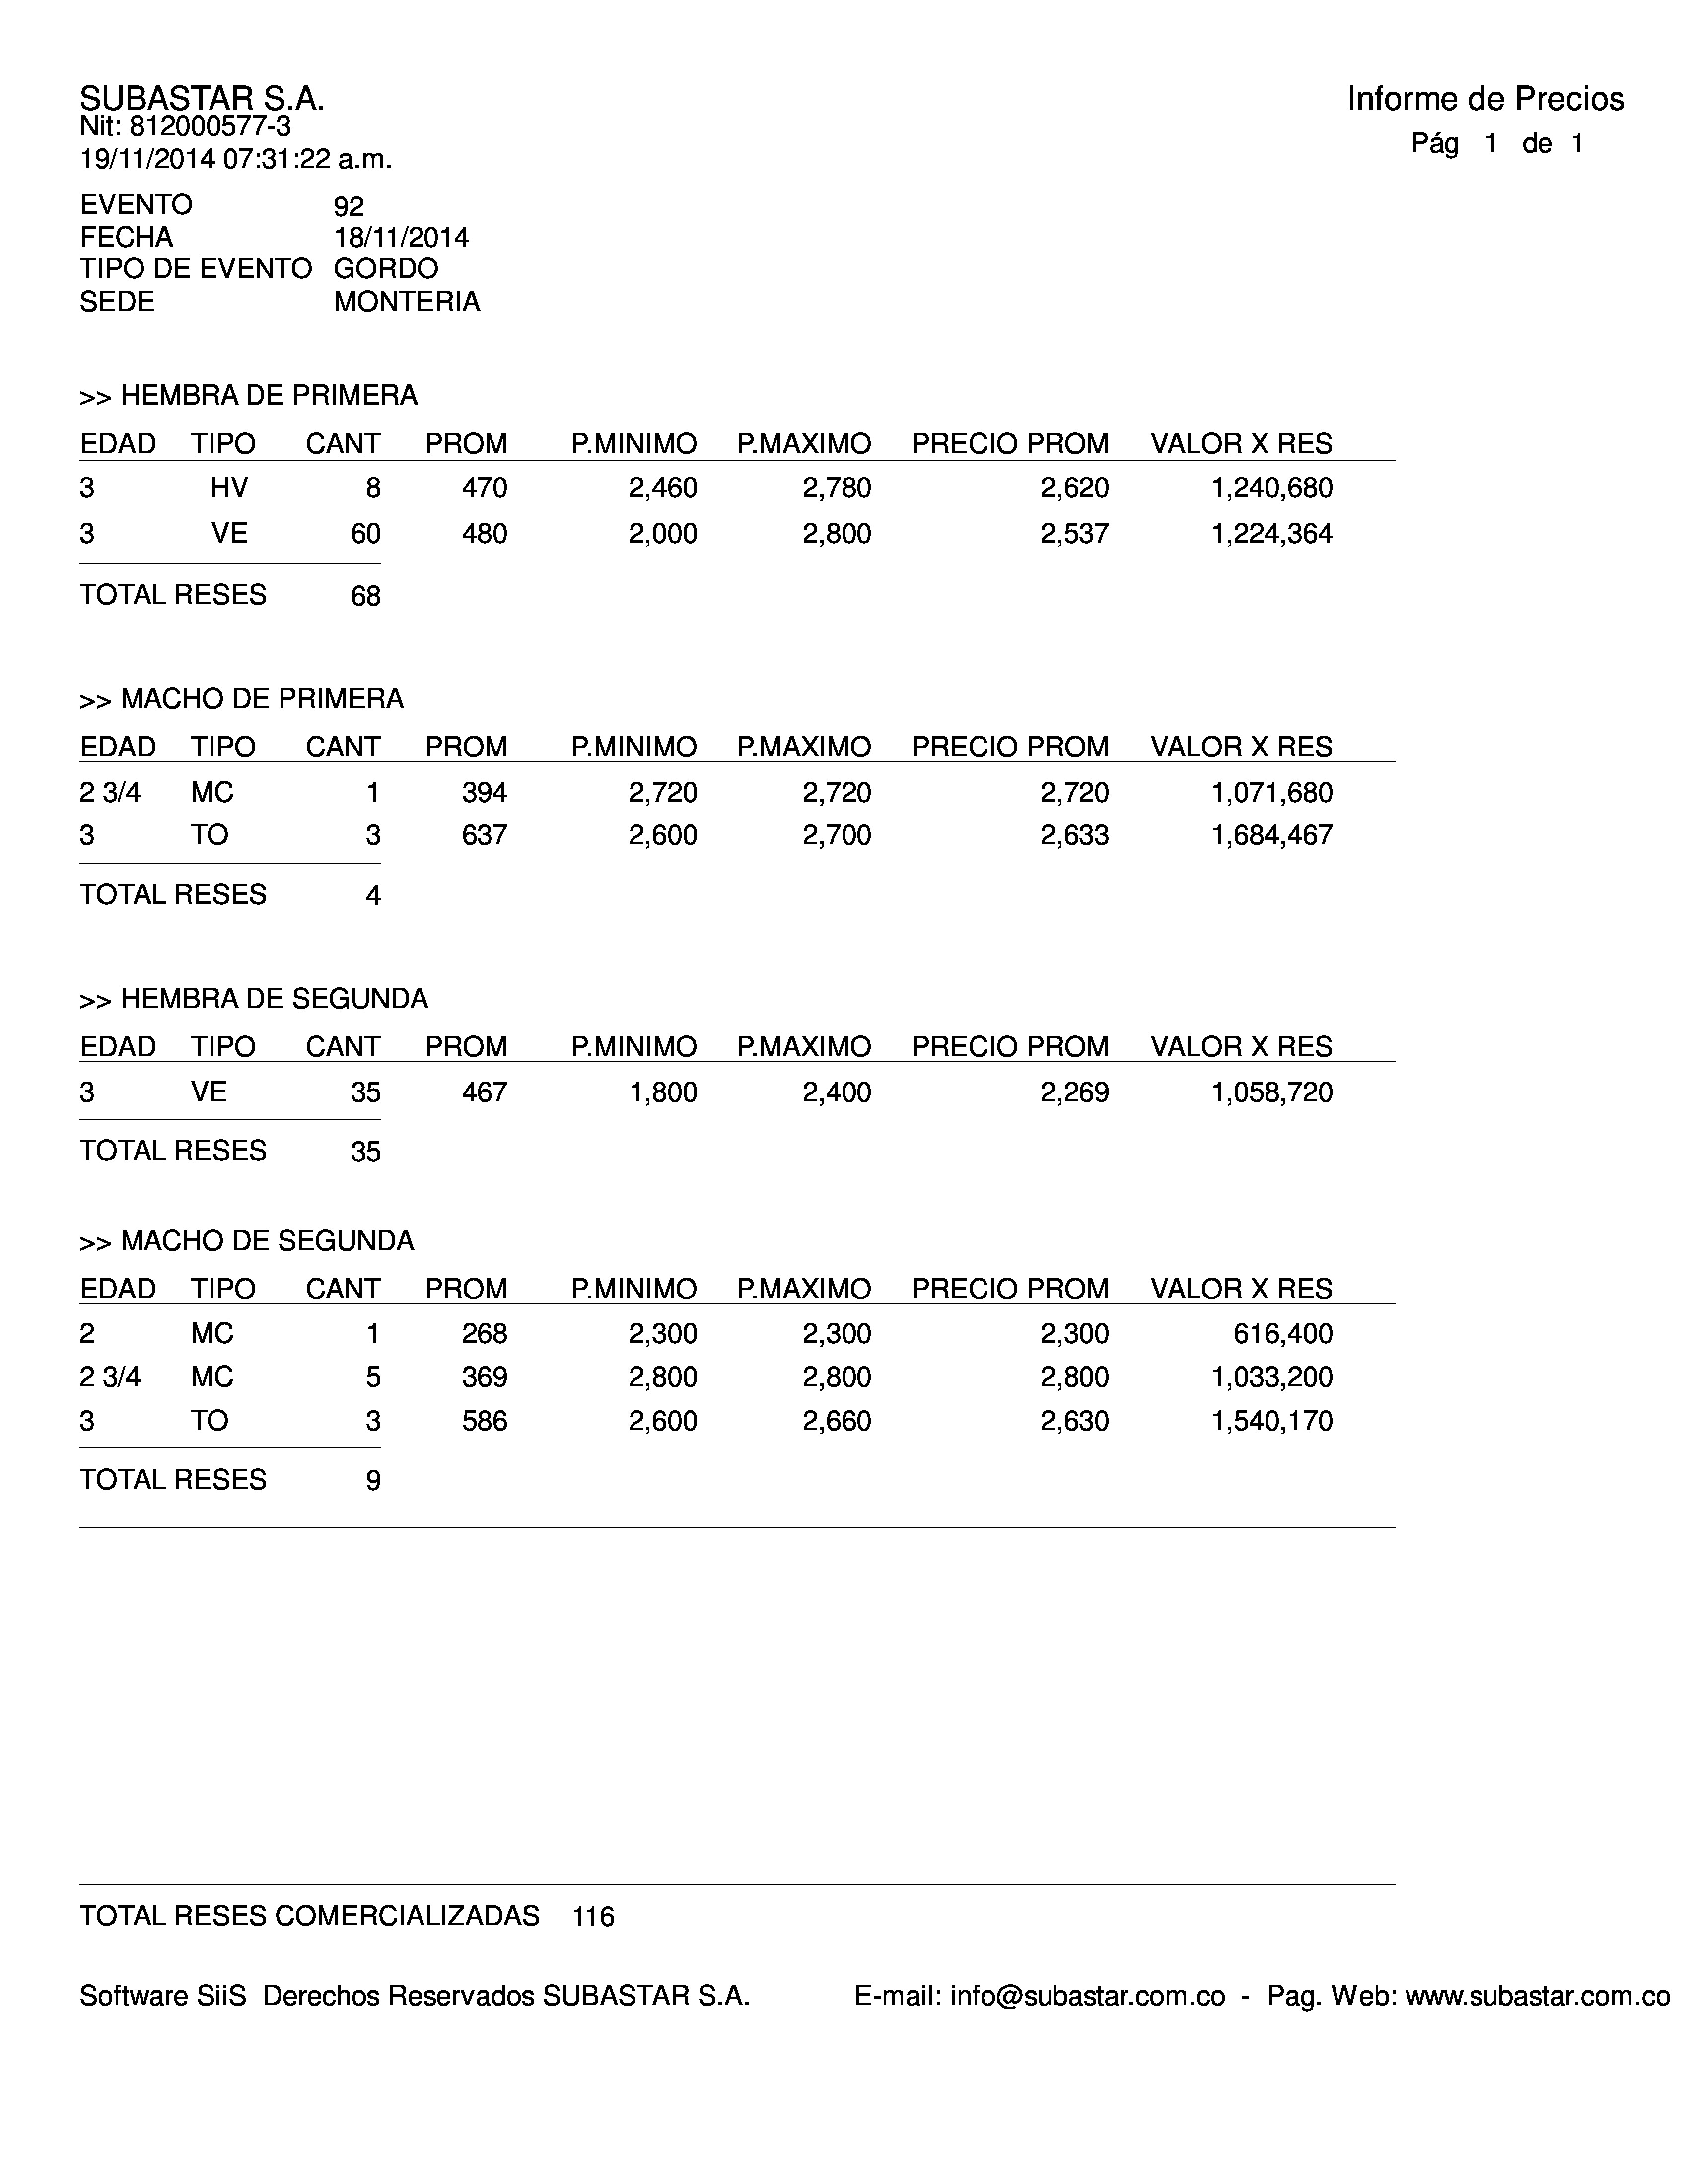 SUBASTAR S.A. Informe de Precios
Nit: 812000577-3
19/11/2014 07:31:22 a.m. Pág 1 de 1
EVENTO 92
FECHA 18/11/2014
TIPO DE EVENTO GORDO
SEDE MONTERIA
>> HEMBRA DE PRIMERA
EDAD TIPO CANT PROM P.MINIMO P.MAXIMO PRECIO PROM VALOR X RES
3 HV 8 470 2,460 2,780 2,620 1,240,680
3 VE 60 480 2,000 2,800 2,537 1,224,364
TOTAL RESES 68
>> MACHO DE PRIMERA
EDAD TIPO CANT PROM P.MINIMO P.MAXIMO PRECIO PROM VALOR X RES
2 3/4 MC 1 394 2,720 2,720 2,720 1,071,680
3 TO 3 637 2,600 2,700 2,633 1,684,467
TOTAL RESES 4
>> HEMBRA DE SEGUNDA
EDAD TIPO CANT PROM P.MINIMO P.MAXIMO PRECIO PROM VALOR X RES
3 VE 35 467 1,800 2,400 2,269 1,058,720
TOTAL RESES 35
>> MACHO DE SEGUNDA
EDAD TIPO CANT PROM P.MINIMO P.MAXIMO PRECIO PROM VALOR X RES
2 MC 1 268 2,300 2,300 2,300 616,400
2 3/4 MC 5 369 2,800 2,800 2,800 1,033,200
3 TO 3 586 2,600 2,660 2,630 1,540,170
TOTAL RESES 9
TOTAL RESES COMERCIALIZADAS 116
Software SiiS Derechos Reservados SUBASTAR S.A. E-mail: info@subastar.com.co - Pag. Web: www.subastar.com.co